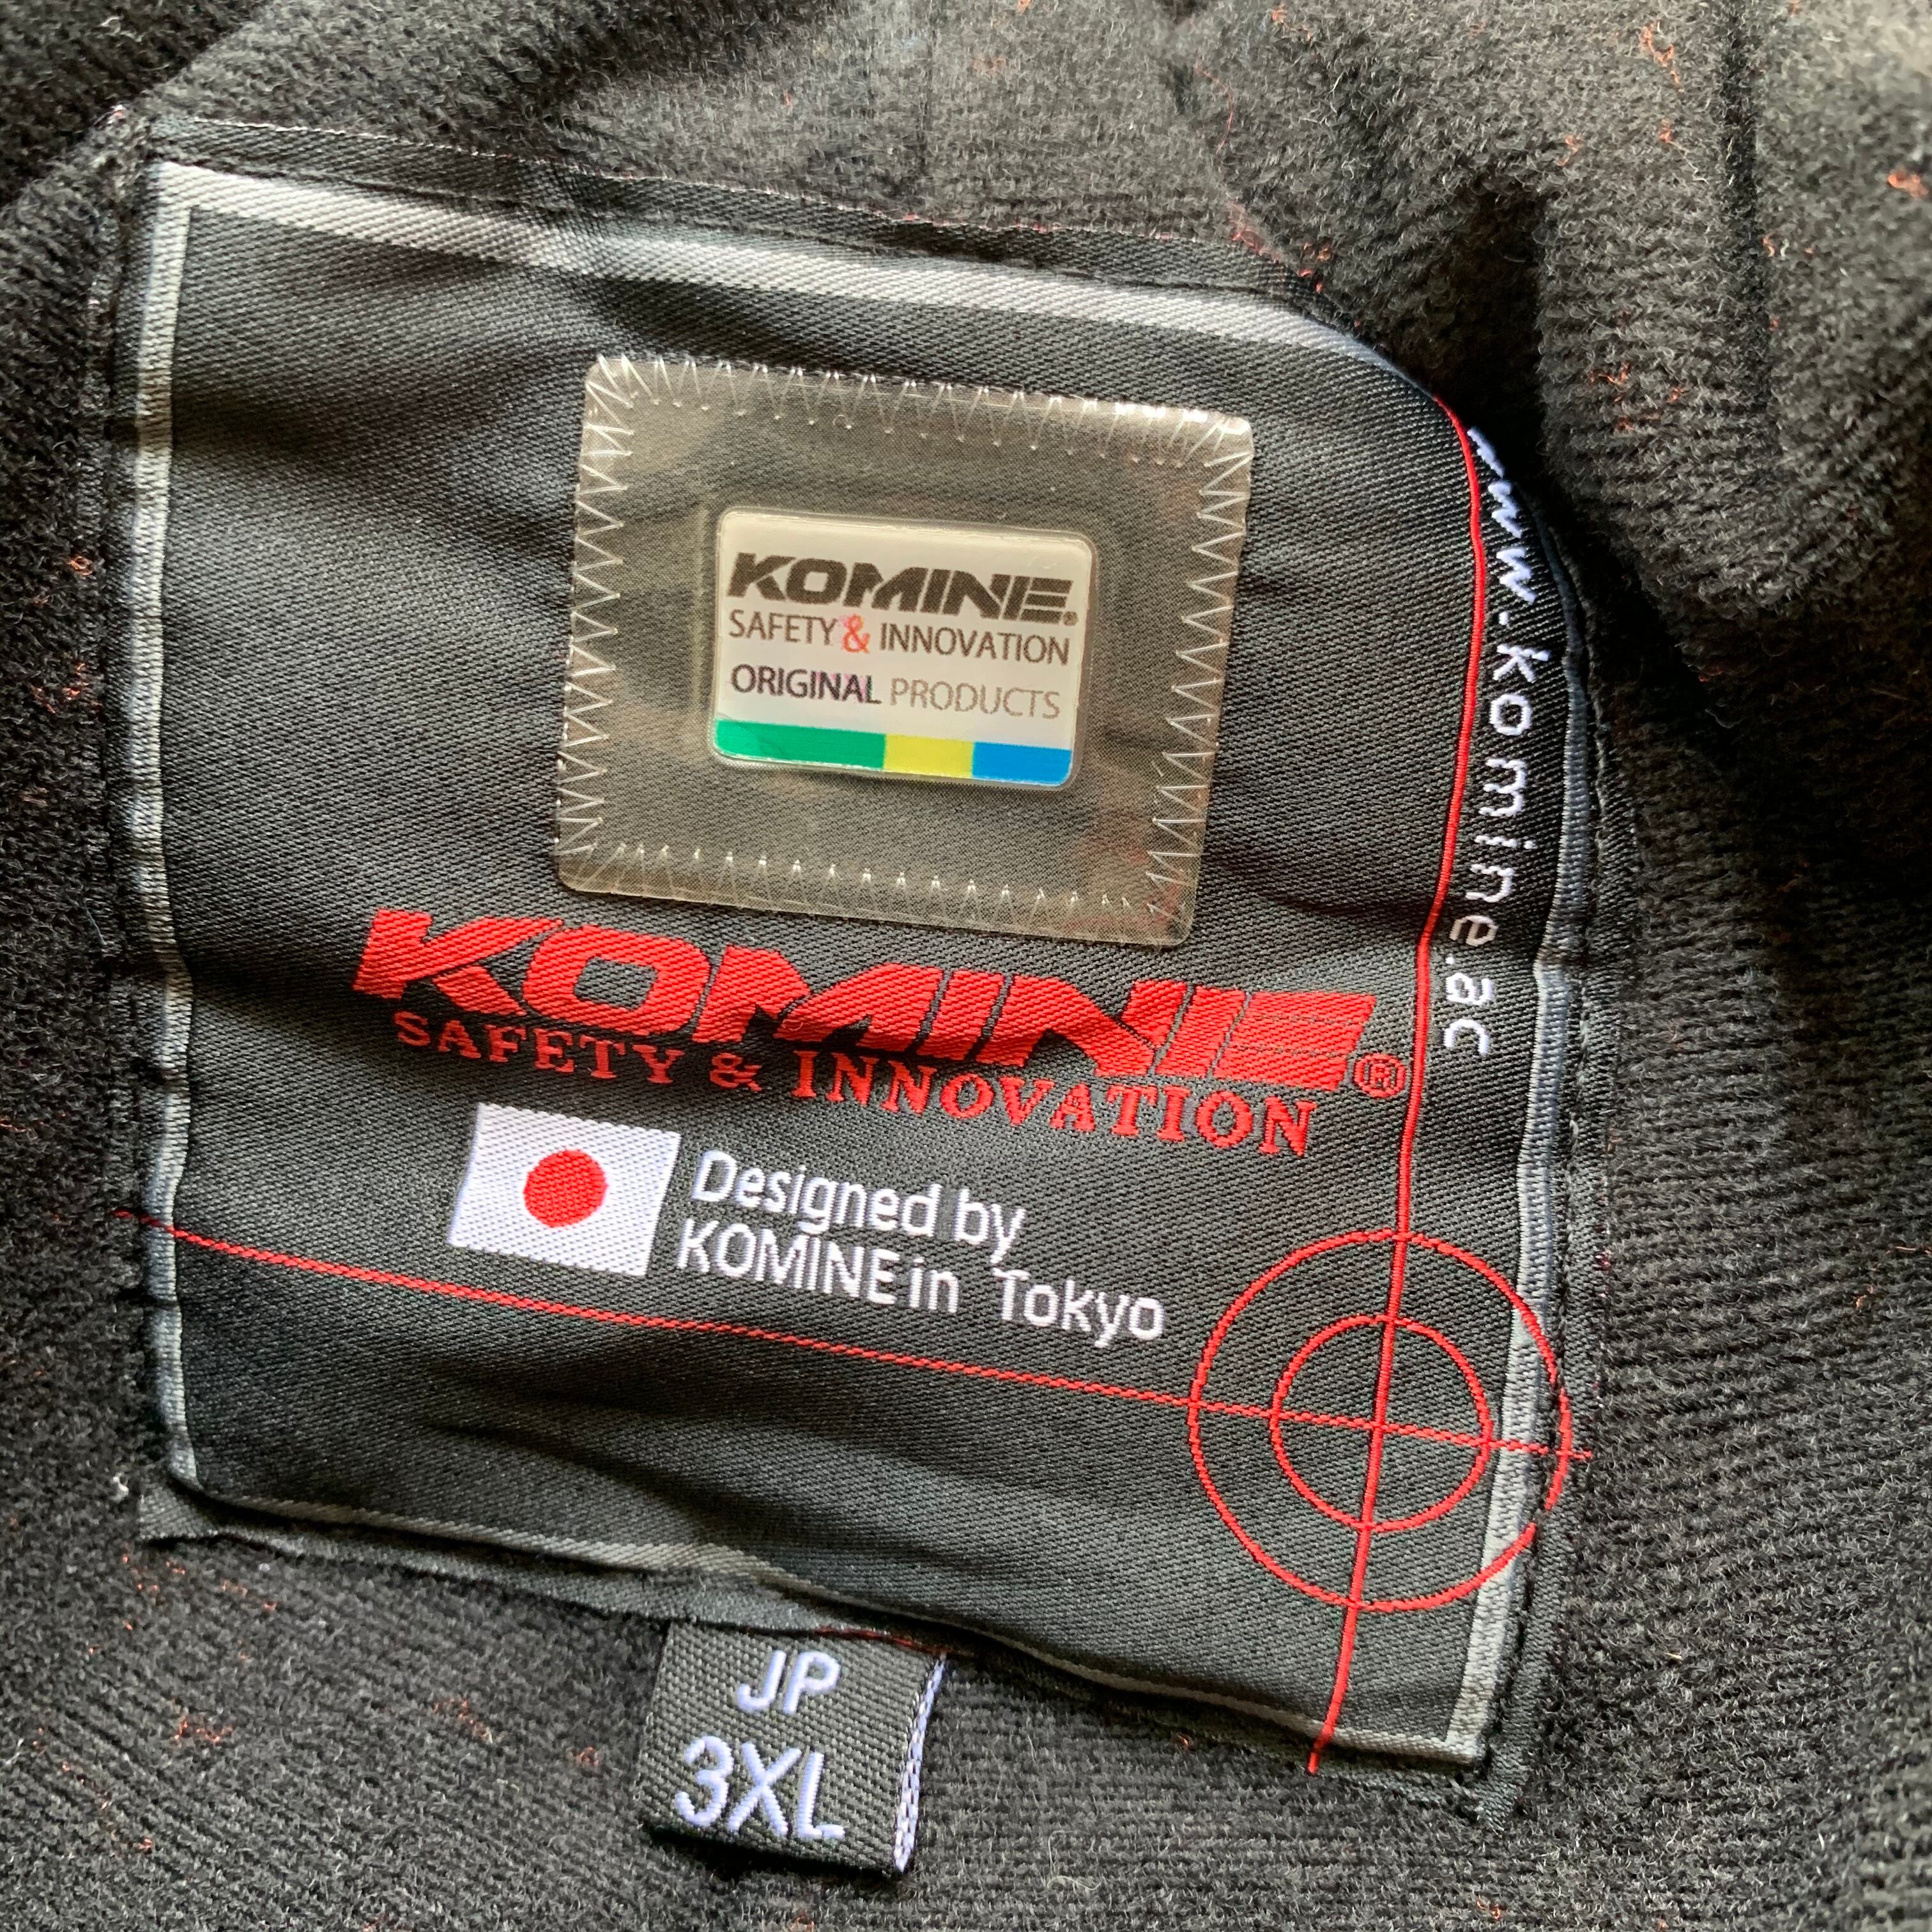 KOMINE®
SAFETY & INNOVATION
ORIGINAL PRODUCTS
www.komine.ac
KOMINE®
SAFETY & INNOVATION
Designed by
KOMINE in Tokyo
JP
3XL